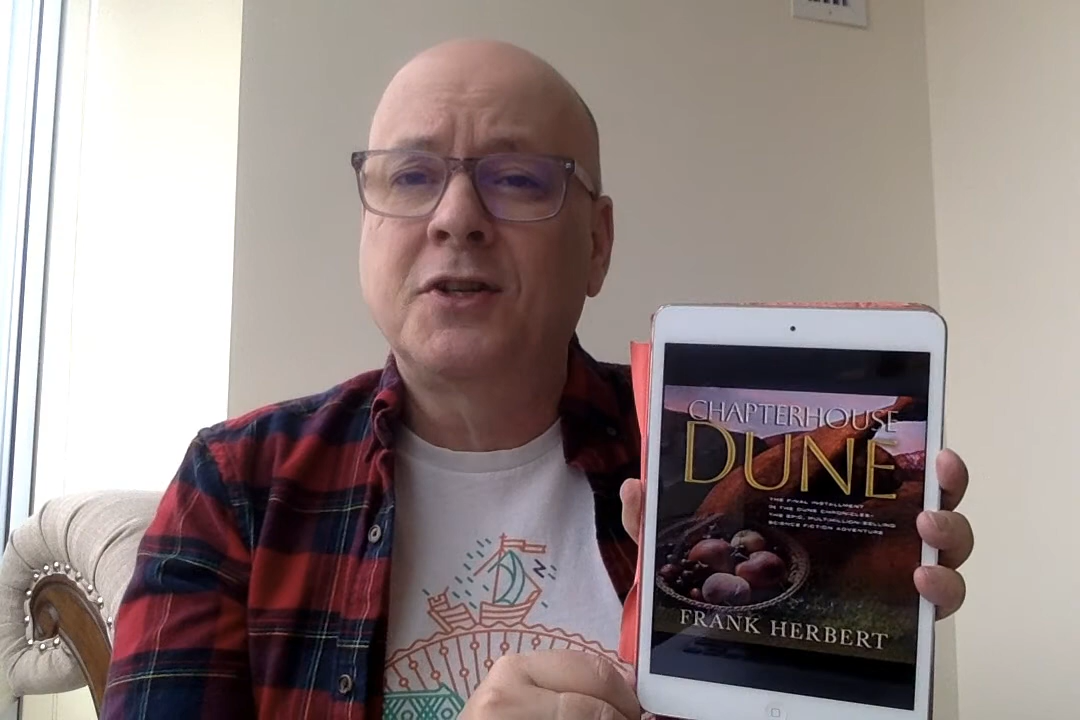 CHAPTERHOUSE
DUNE
THE FINAL INSTALLMENT
IN THE DUNE CHRONICLES–
THE EPIC, MULTIMILLION-SELLING
SCIENCE FICTION ADVENTURE
FRANK HERBERT
N